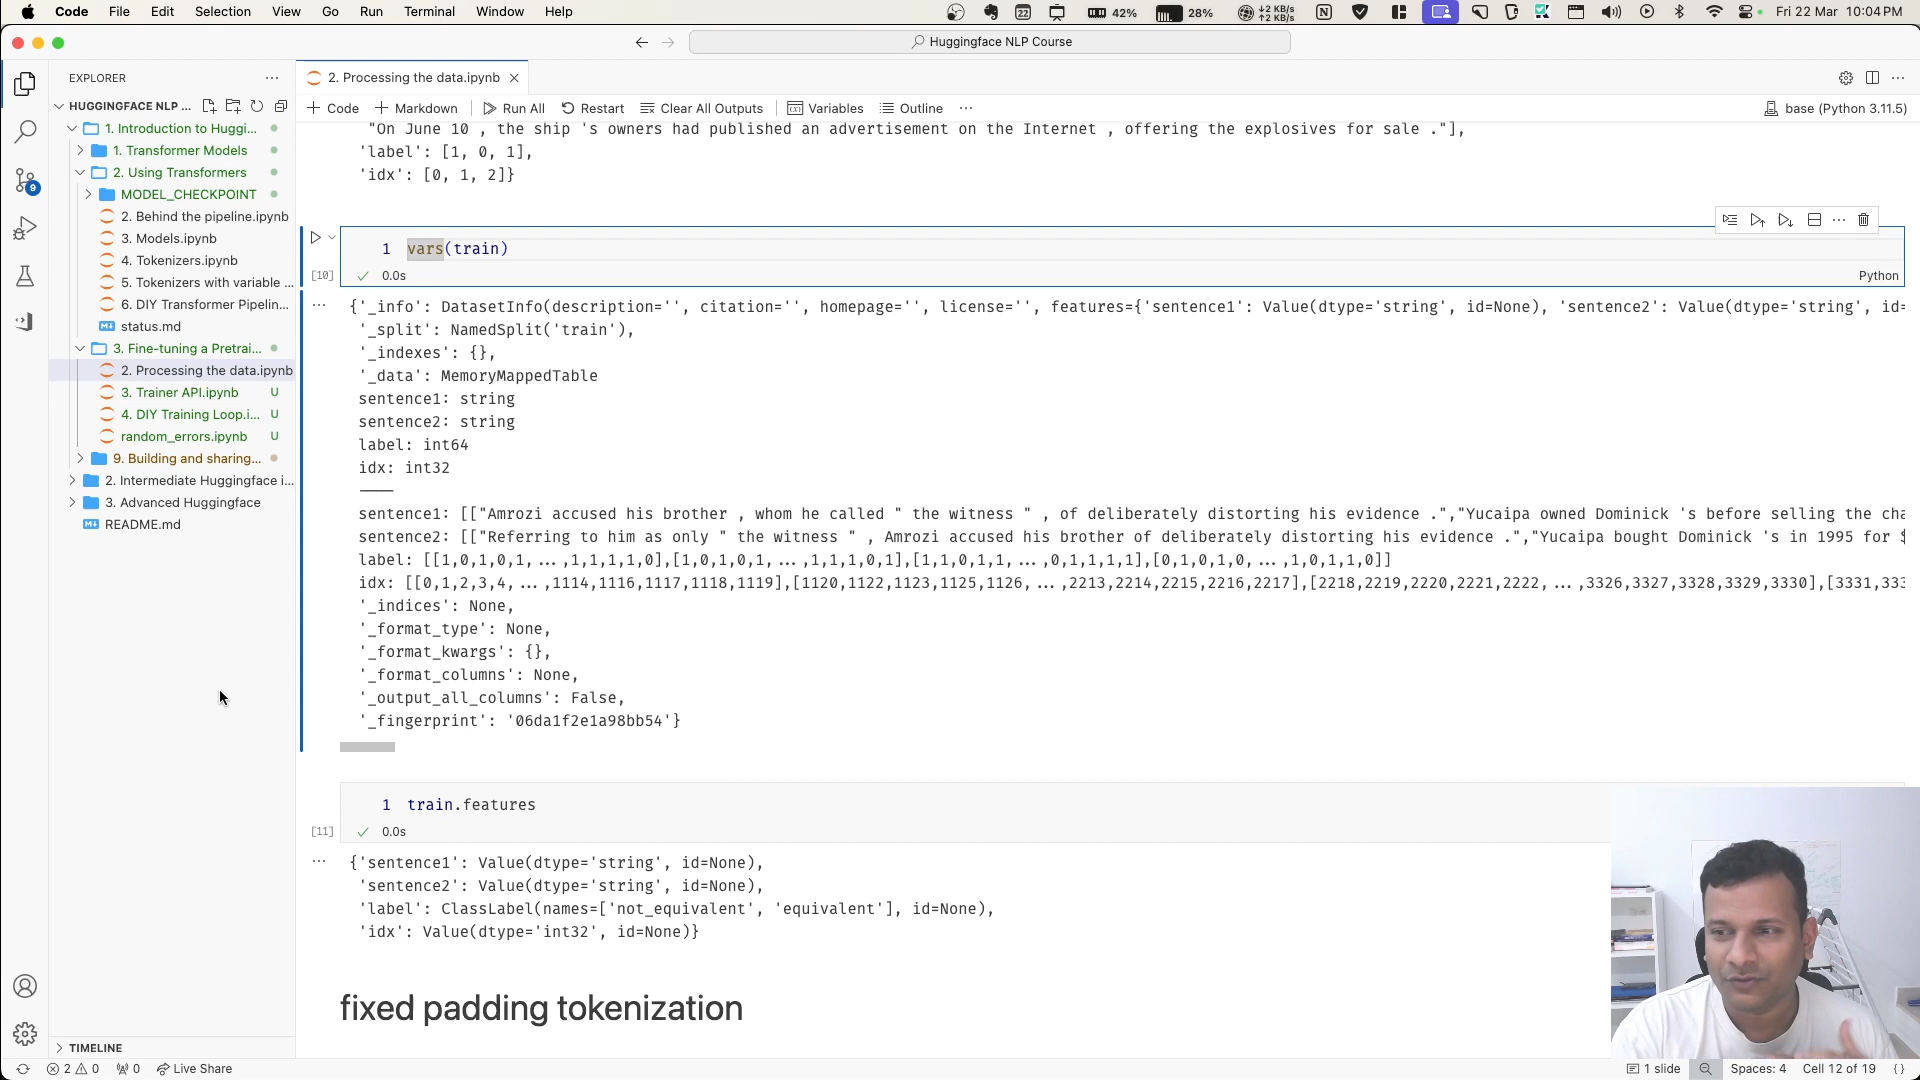 Code File Edit Selection View Go Run Terminal Window Help
22 42% 28% ↓2 KB/s ↑2 KB/s Fri 22 Mar 10:04 PM
Huggingface NLP Course
EXPLORER
HUGGINGFACE NLP ...
1. Introduction to Huggi...
1. Transformer Models
2. Using Transformers
MODEL_CHECKPOINT
2. Behind the pipeline.ipynb
3. Models.ipynb
4. Tokenizers.ipynb
5. Tokenizers with variable ...
6. DIY Transformer Pipelin...
status.md
3. Fine-tuning a Pretrai...
2. Processing the data.ipynb
3. Trainer API.ipynb U
4. DIY Training Loop.i... U
random_errors.ipynb U
9. Building and sharing...
2. Intermediate Huggingface i...
3. Advanced Huggingface
README.md
TIMELINE
9
2. Processing the data.ipynb
+ Code + Markdown Run All Restart Clear All Outputs Variables Outline ... base (Python 3.11.5)
"On June 10 , the ship 's owners had published an advertisement on the Internet , offering the explosives for sale ."],
'label': [1, 0, 1],
'idx': [0, 1, 2]}
1 vars(train)
[10] 0.0s Python
{'_info': DatasetInfo(description='', citation='', homepage='', license='', features={'sentence1': Value(dtype='string', id=None), 'sentence2': Value(dtype='string', id=
'_split': NamedSplit('train'),
'_indexes': {},
'_data': MemoryMappedTable
sentence1: string
sentence2: string
label: int64
idx: int32
----
sentence1: [["Amrozi accused his brother , whom he called " the witness " , of deliberately distorting his evidence .","Yucaipa owned Dominick 's before selling the cha
sentence2: [["Referring to him as only " the witness " , Amrozi accused his brother of deliberately distorting his evidence .","Yucaipa bought Dominick 's in 1995 for $
label: [[1,0,1,0,1,...,1,1,1,1,0],[1,0,1,0,1,...,1,1,1,0,1],[1,1,0,1,1,...,0,1,1,1,1],[0,1,0,1,0,...,1,0,1,1,0]]
idx: [[0,1,2,3,4,...,1114,1116,1117,1118,1119],[1120,1122,1123,1125,1126,...,2213,2214,2215,2216,2217],[2218,2219,2220,2221,2222,...,3326,3327,3328,3329,3330],[3331,333
'_indices': None,
'_format_type': None,
'_format_kwargs': {},
'_format_columns': None,
'_output_all_columns': False,
'_fingerprint': '06da1f2e1a98bb54'}
1 train.features
[11] 0.0s
{'sentence1': Value(dtype='string', id=None),
'sentence2': Value(dtype='string', id=None),
'label': ClassLabel(names=['not_equivalent', 'equivalent'], id=None),
'idx': Value(dtype='int32', id=None)}
fixed padding tokenization
2 0 0 Live Share 1 slide Spaces: 4 Cell 12 of 19 {}